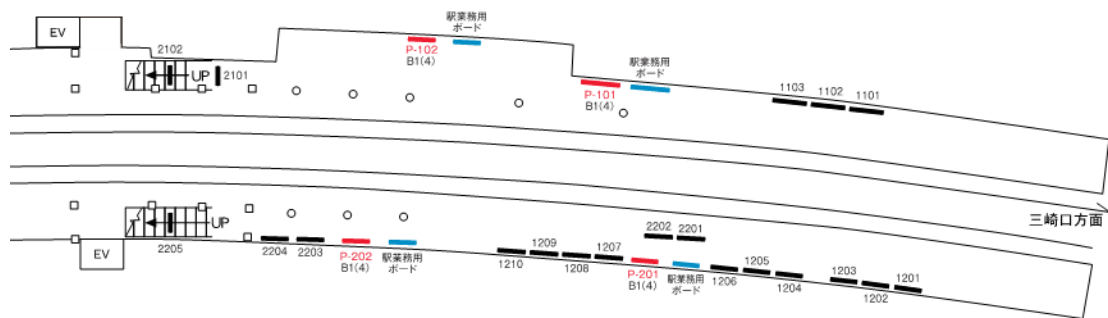 EV
2102
UP
2101
P-102
B1(4)
駅業務用
ボード
P-101
B1(4)
駅業務用
ボード
1103
1102
1101
三崎口方面
UP
2205
EV
2204
2203
P-202
B1(4)
駅業務用
ボード
1210
1209
1208
1207
2202
2201
P-201
B1(4)
駅業務用
ボード
1206
1205
1204
1203
1202
1201